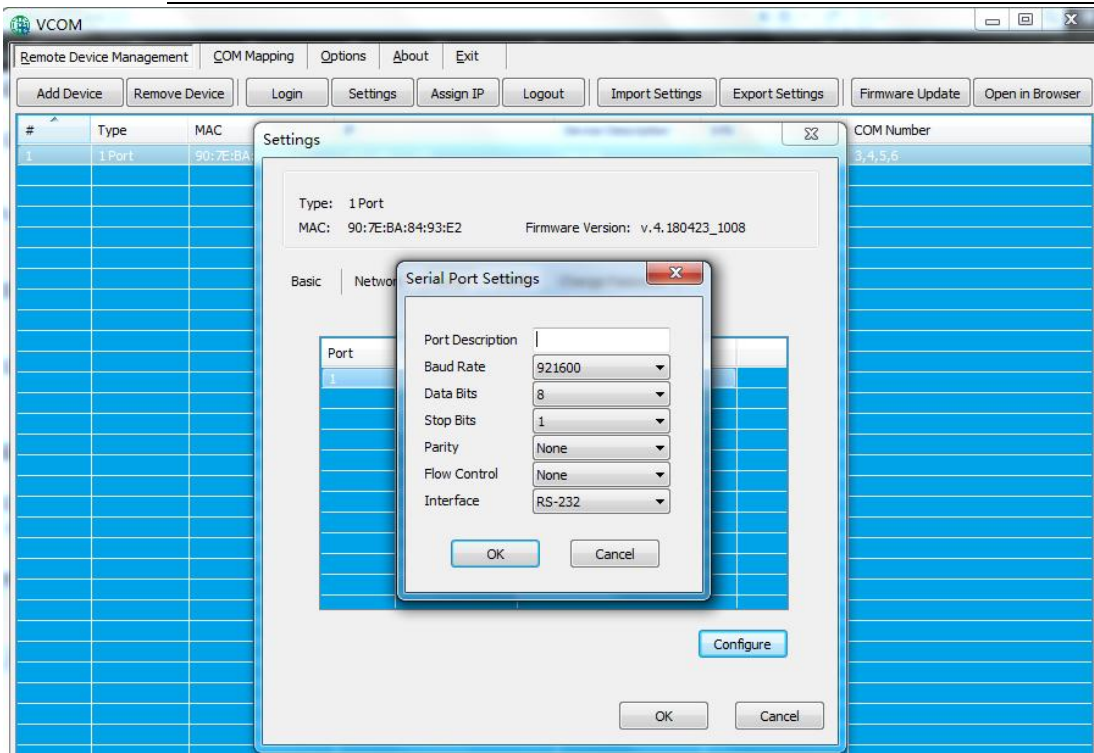 VCOM
Remote Device Management COM Mapping Options About Exit
Add Device Remove Device Login Settings Assign IP Logout Import Settings Export Settings Firmware Update Open in Browser
# Type MAC COM Number
1 1 Port 90:7E:BA: 3,4,5,6
Settings
Type: 1 Port
MAC: 90:7E:BA:84:93:E2 Firmware Version: v.4.180423_1008
Basic Networ
Port
1
Serial Port Settings
Port Description
Baud Rate 921600
Data Bits 8
Stop Bits 1
Parity None
Flow Control None
Interface RS-232
OK Cancel
Configure
OK Cancel